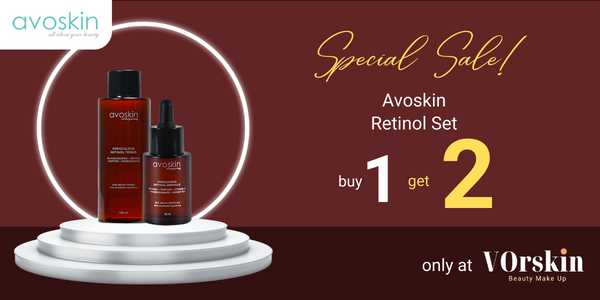 avoskin
all about your beauty
Special Sale!
Avoskin
Retinol Set
buy 1 get 2
only at VOrskin
Beauty Make Up
avoskin
MIRACULOUS
RETINOL TONER
avoskin
MIRACULOUS
RETINOL AMPOULE